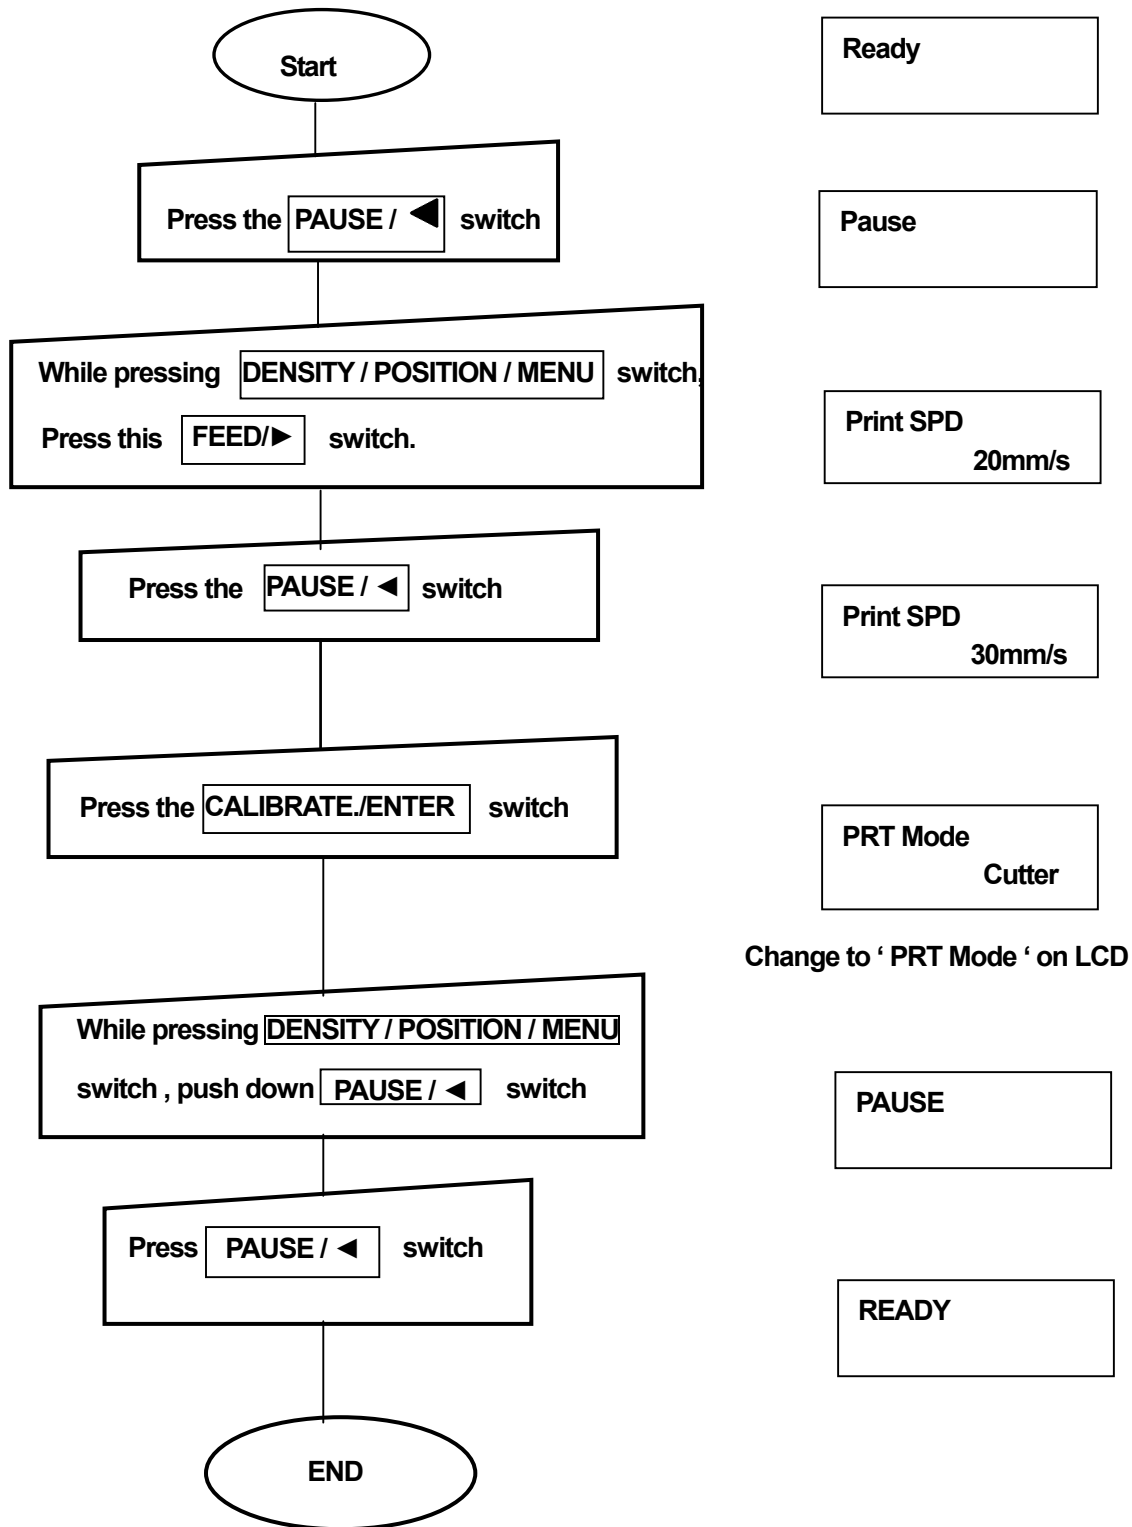 Start
Ready
Press the PAUSE / ◄ switch
Pause
While pressing DENSITY / POSITION / MENU switch,
Press this FEED/► switch.
Print SPD
20mm/s
Press the PAUSE / ◄ switch
Print SPD
30mm/s
Press the CALIBRATE./ENTER switch
PRT Mode
Cutter
Change to ‘ PRT Mode ‘ on LCD
While pressing DENSITY / POSITION / MENU
switch , push down PAUSE / ◄ switch
PAUSE
Press PAUSE / ◄ switch
READY
END